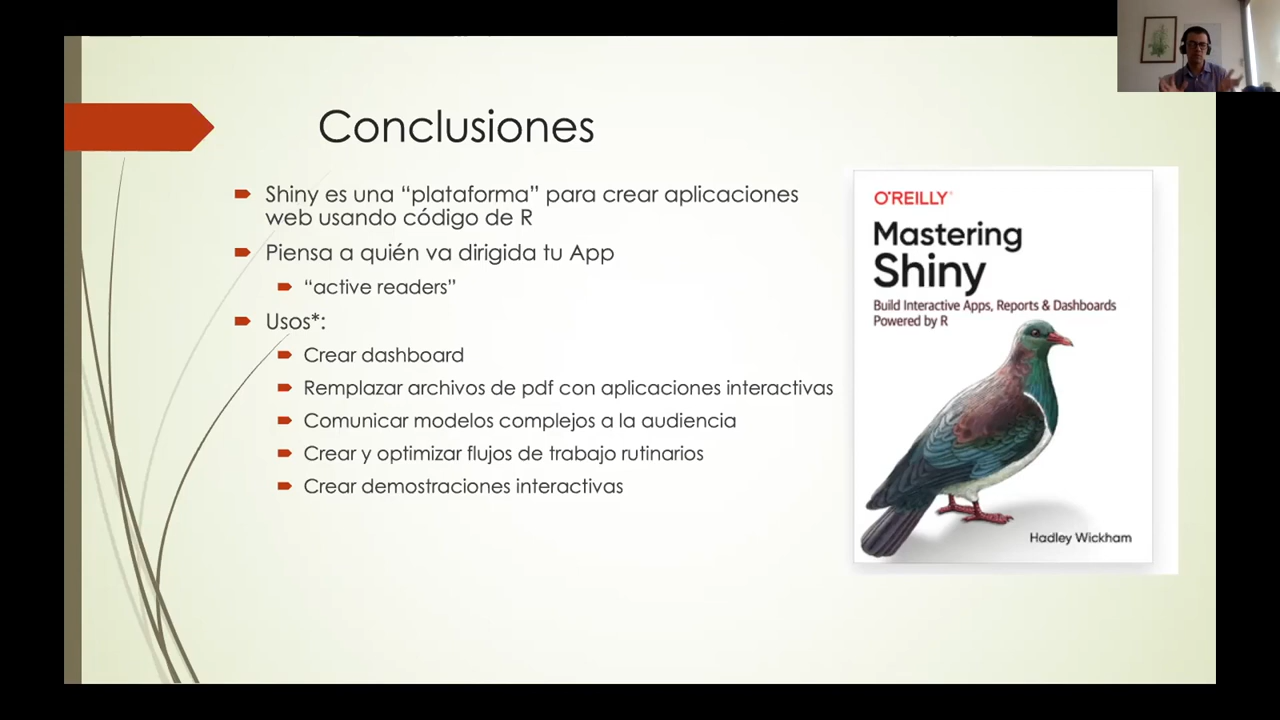 Conclusiones
Shiny es una “plataforma” para crear aplicaciones
web usando código de R
Piensa a quién va dirigida tu App
“active readers”
Usos*:
Crear dashboard
Remplazar archivos de pdf con aplicaciones interactivas
Comunicar modelos complejos a la audiencia
Crear y optimizar flujos de trabajo rutinarios
Crear demostraciones interactivas
O'REILLY®
Mastering
Shiny
Build Interactive Apps, Reports & Dashboards
Powered by R
Hadley Wickham